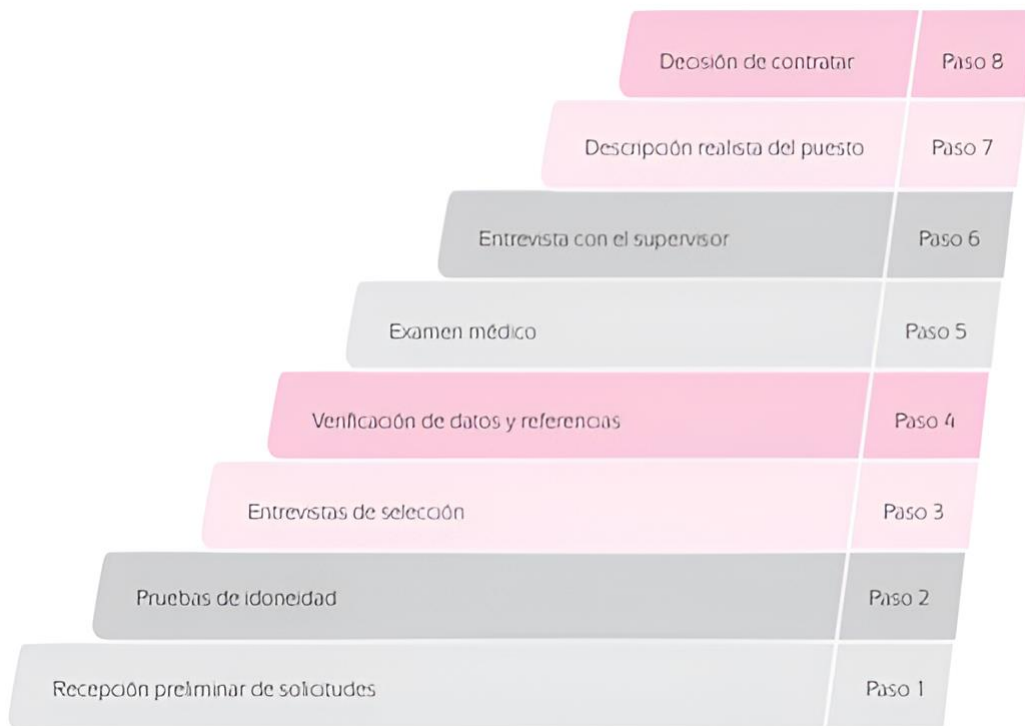 Decisión de contratar Paso 8
Descripción realista del puesto Paso 7
Entrevista con el supervisor Paso 6
Examen médico Paso 5
Verificación de datos y referencias Paso 4
Entrevistas de selección Paso 3
Pruebas de idoneidad Paso 2
Recepción preliminar de solicitudes Paso 1